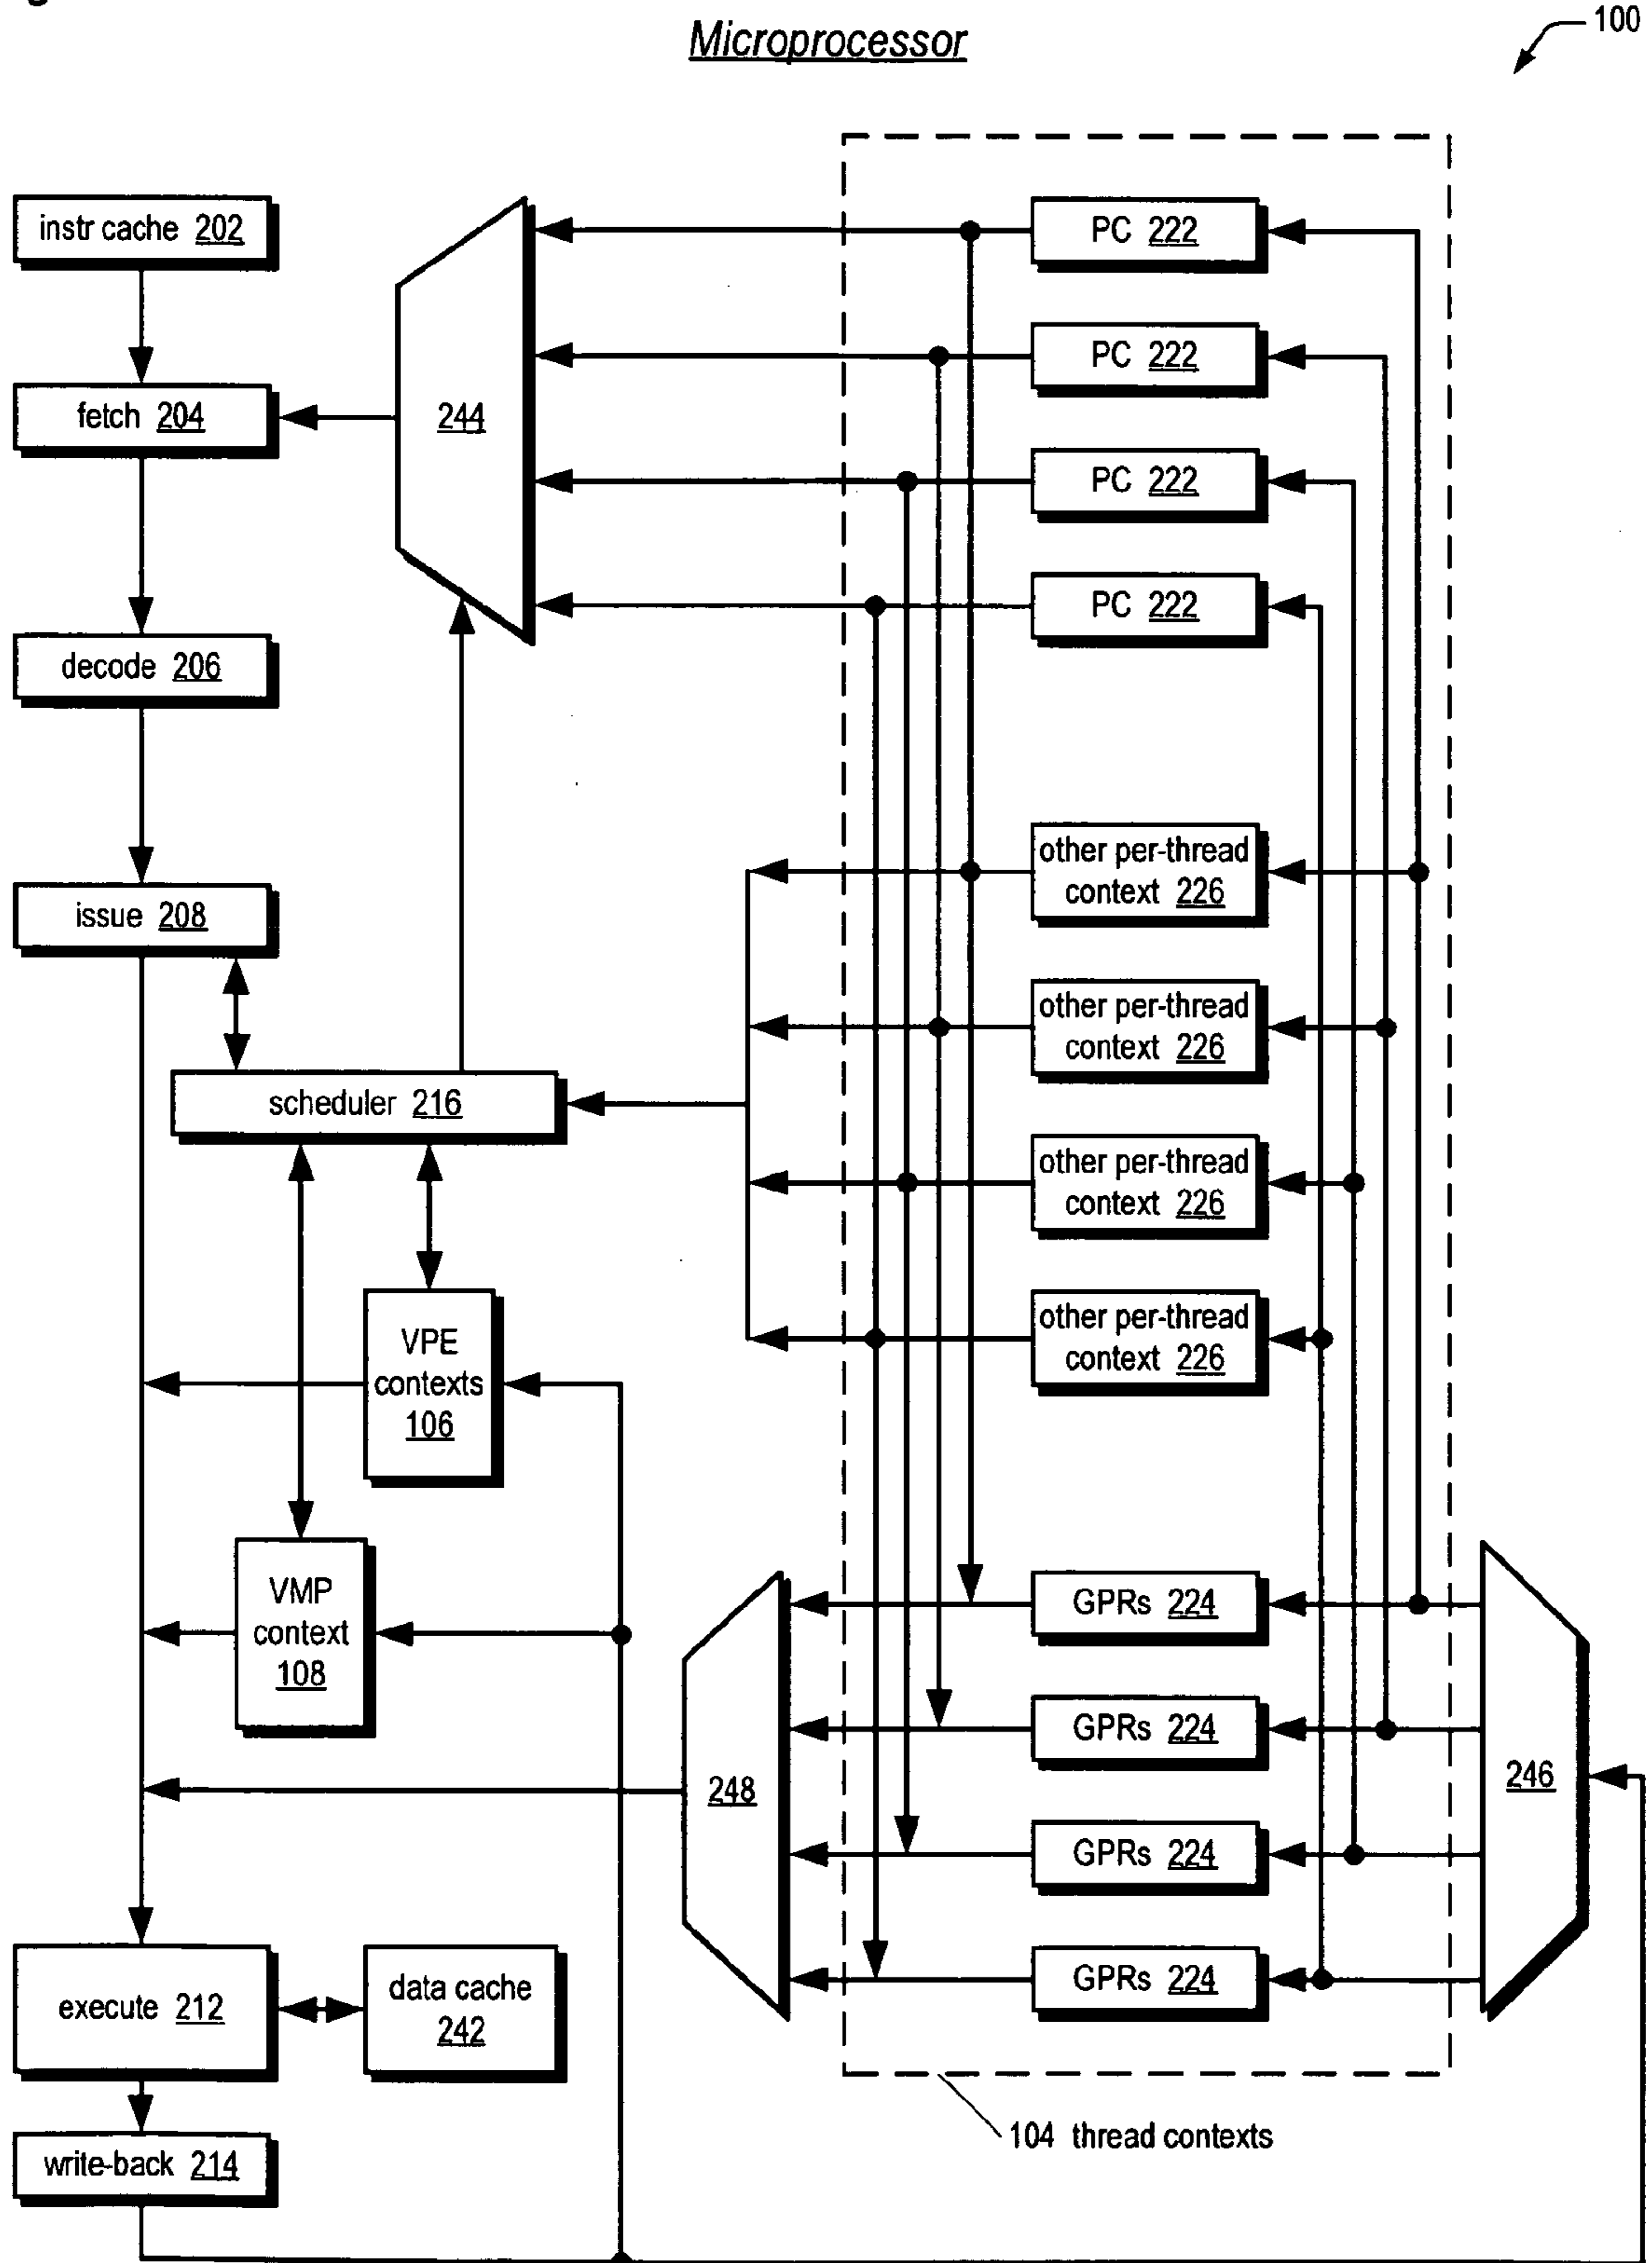 Microprocessor
100
instr cache 202
PC 222
PC 222
fetch 204
244
PC 222
PC 222
decode 206
other per-thread
context 226
issue 208
other per-thread
context 226
scheduler 216
other per-thread
context 226
other per-thread
context 226
VPE
contexts
106
VMP
context
108
GPRs 224
GPRs 224
248
246
GPRs 224
GPRs 224
execute 212
data cache
242
104 thread contexts
write-back 214